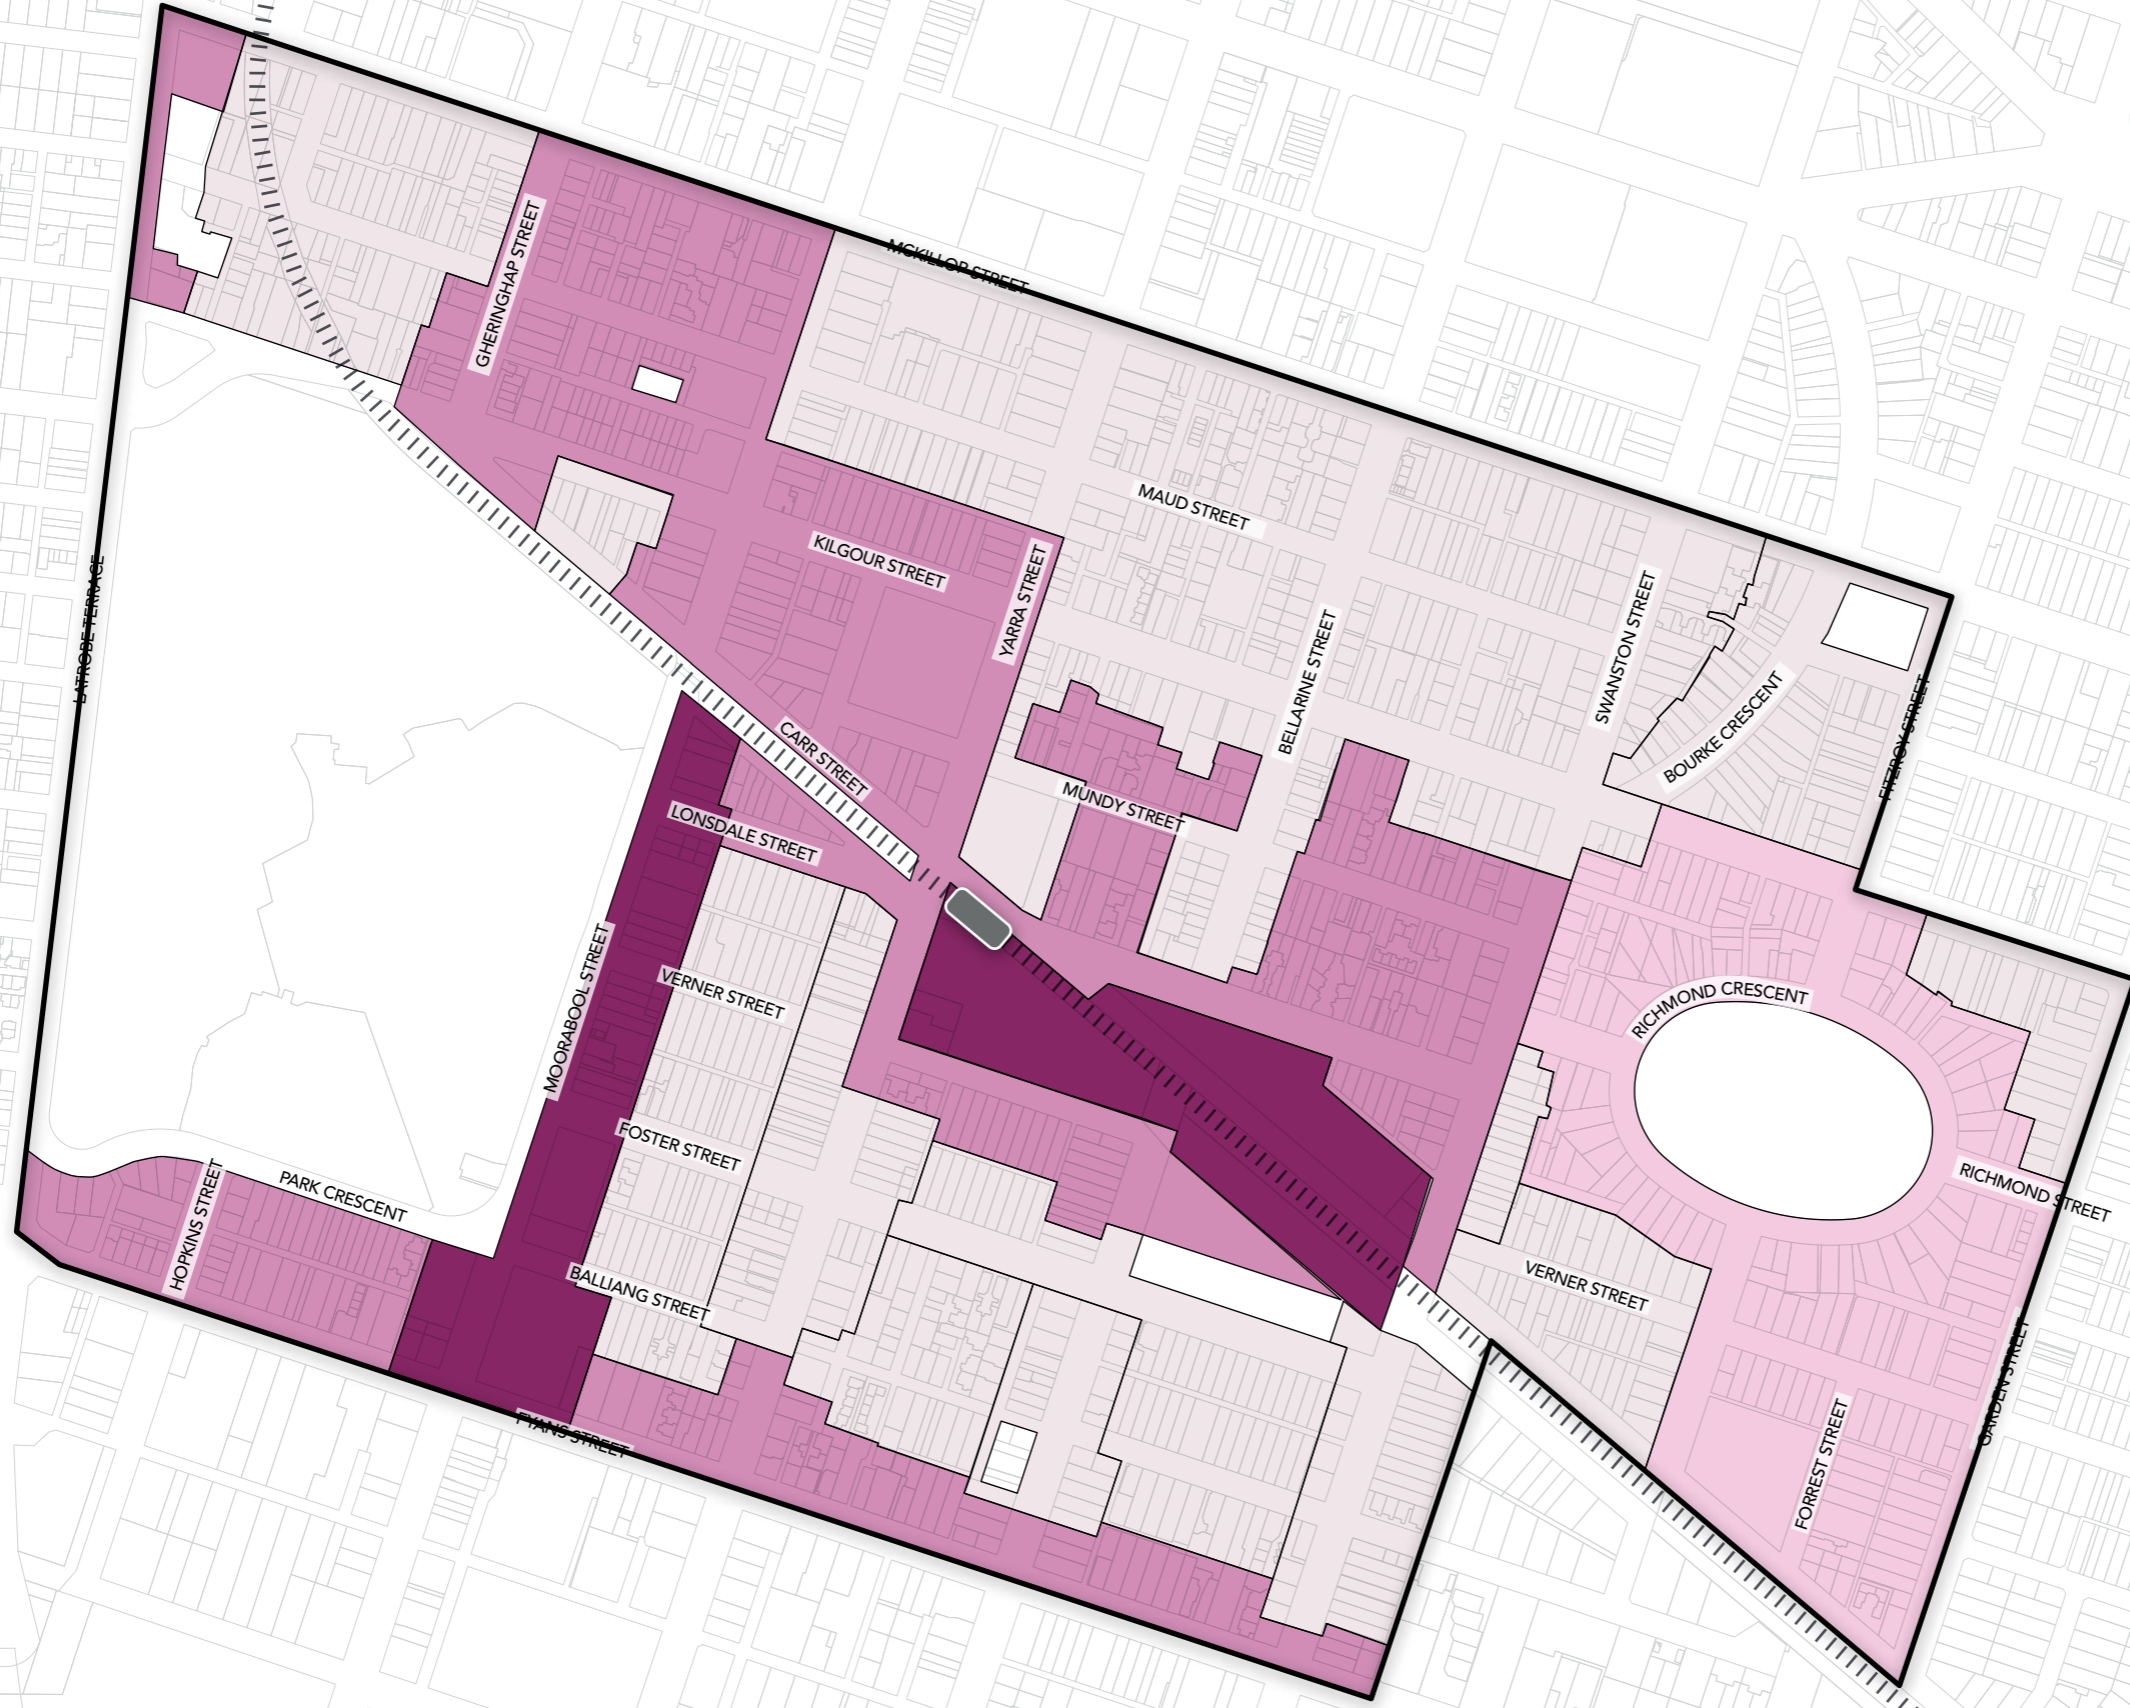 MCKILLOP STREET
GHERINGHAP STREET
MAUD STREET
KILGOUR STREET
YARRA STREET
LATROBE TERRACE
SWANSTON STREET
BELLARINE STREET
BOURKE CRESCENT
FITZROY STREET
CARR STREET
MUNDY STREET
LONSDALE STREET
MOORABOOL STREET
VERNER STREET
RICHMOND CRESCENT
FOSTER STREET
RICHMOND STREET
PARK CRESCENT
HOPKINS STREET
BALLIANG STREET
VERNER STREET
GARDEN STREET
FORREST STREET
FYANS STREET